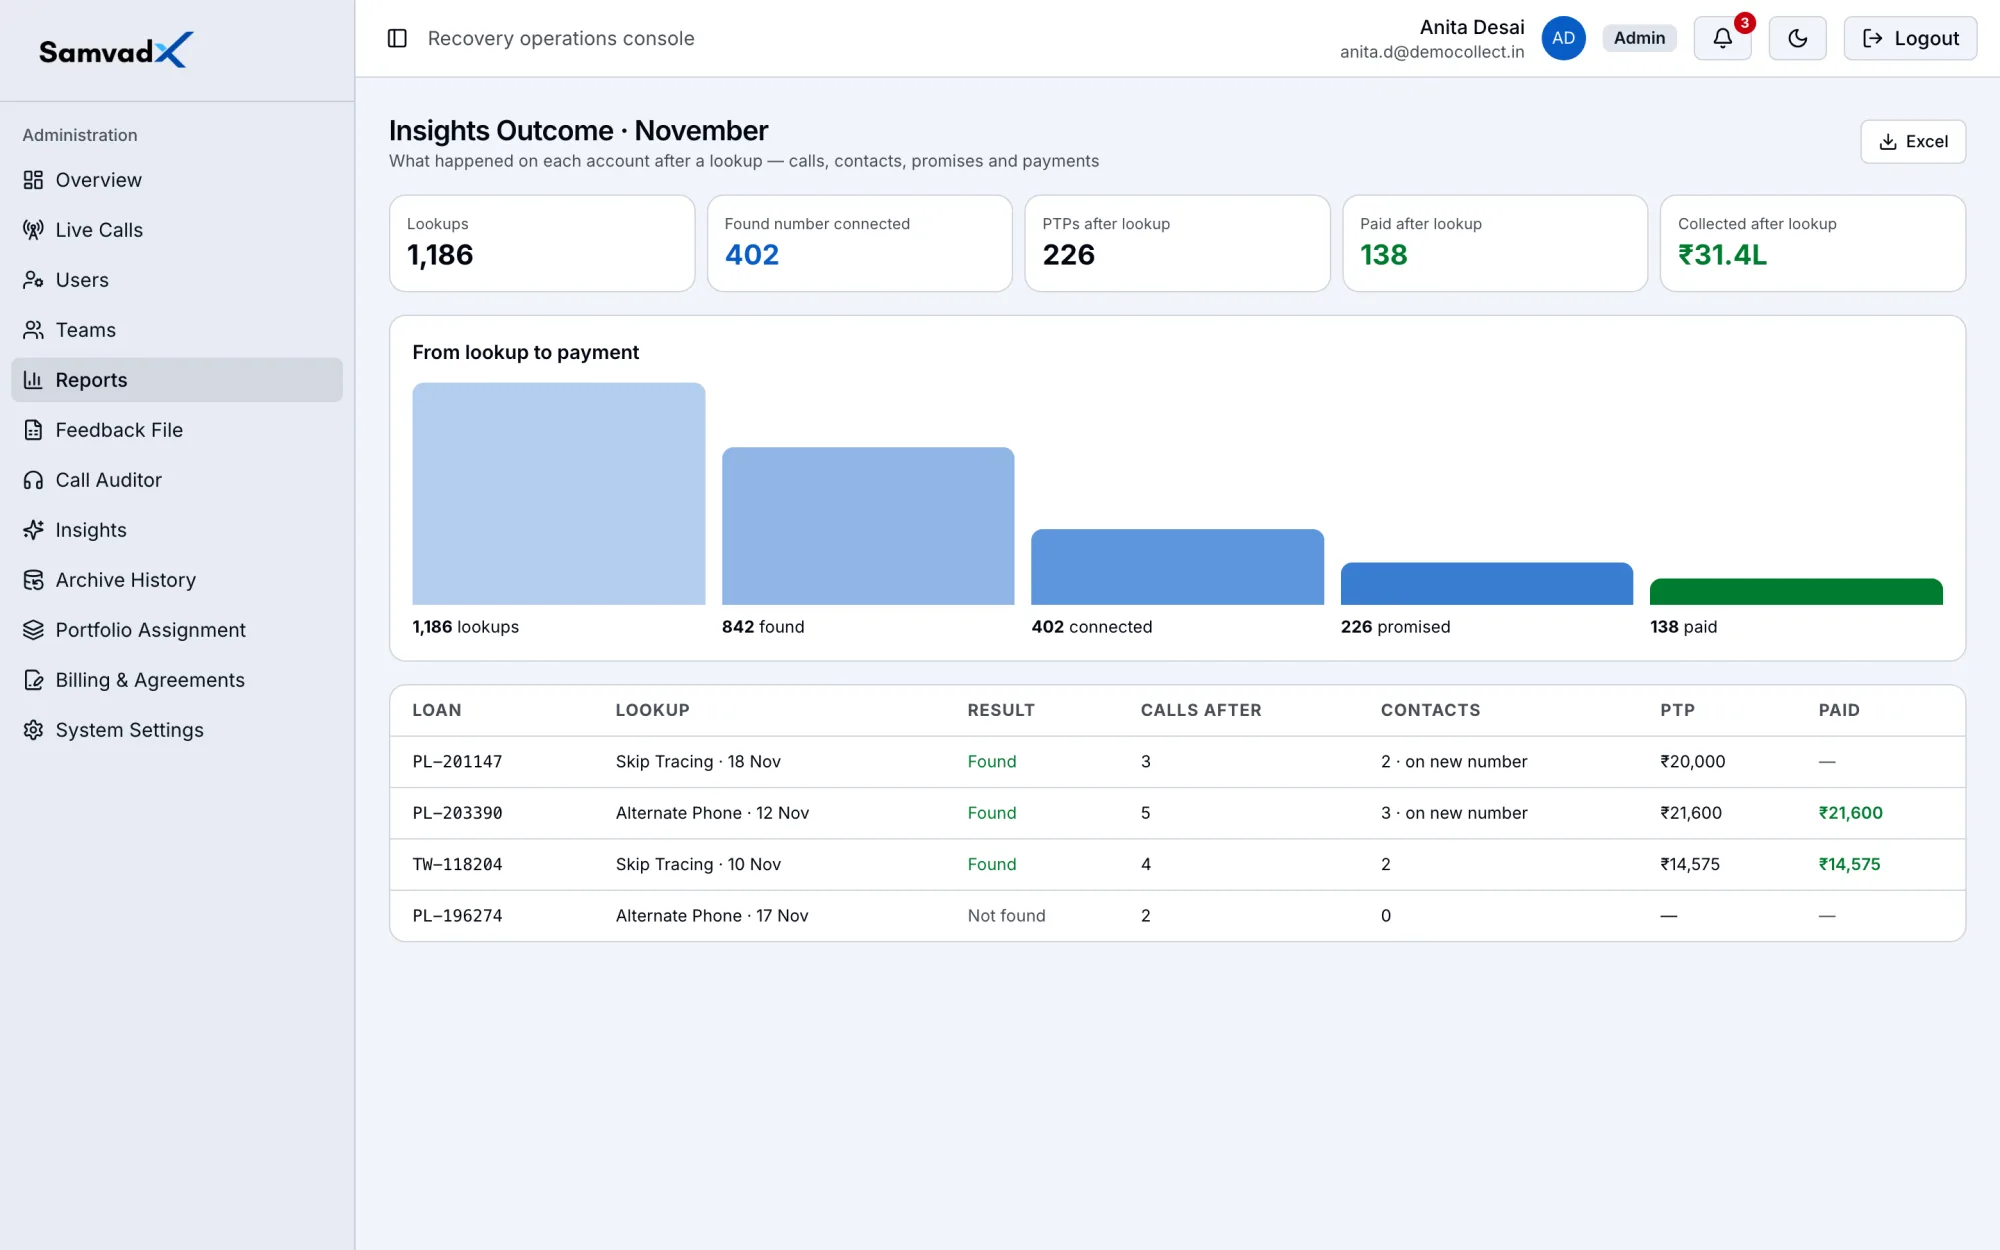 SamvadX
Recovery operations console
Anita Desai
anita.d@democollect.in
AD
Admin
3
Logout
Administration
Overview
Live Calls
Users
Teams
Reports
Feedback File
Call Auditor
Insights
Archive History
Portfolio Assignment
Billing & Agreements
System Settings
Insights Outcome · November
What happened on each account after a lookup — calls, contacts, promises and payments
Excel
Lookups
1,186
Found number connected
402
PTPs after lookup
226
Paid after lookup
138
Collected after lookup
₹31.4L
From lookup to payment
1,186 lookups
842 found
402 connected
226 promised
138 paid
LOAN LOOKUP RESULT CALLS AFTER CONTACTS PTP PAID
PL-201147 Skip Tracing · 18 Nov Found 3 2 · on new number ₹20,000 —
PL-203390 Alternate Phone · 12 Nov Found 5 3 · on new number ₹21,600 ₹21,600
TW-118204 Skip Tracing · 10 Nov Found 4 2 ₹14,575 ₹14,575
PL-196274 Alternate Phone · 17 Nov Not found 2 0 — —